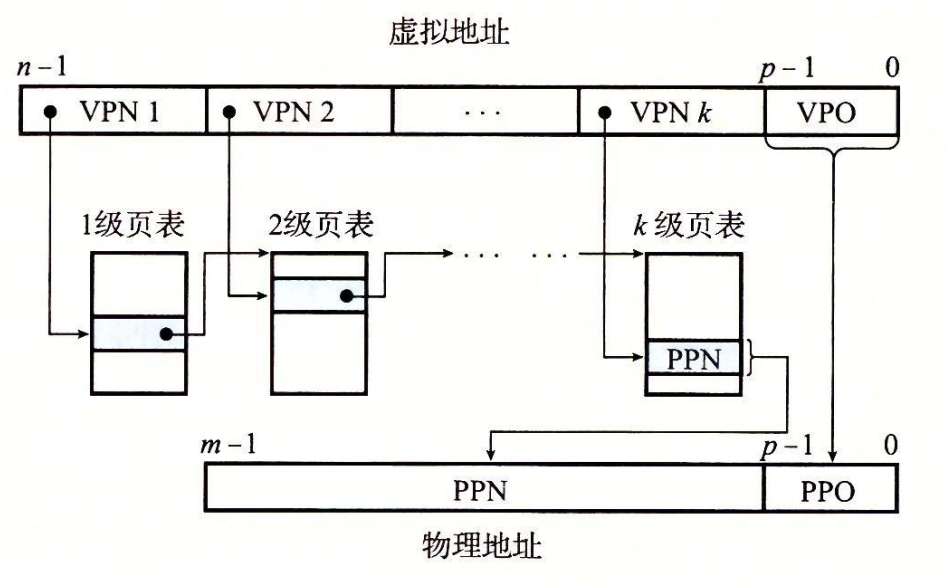 虚拟地址
n-1 p-1 0
VPN 1 VPN 2 ... VPN k VPO
1级页表 2级页表 k 级页表
... ...
PPN
m-1 p-1 0
PPN PPO
物理地址